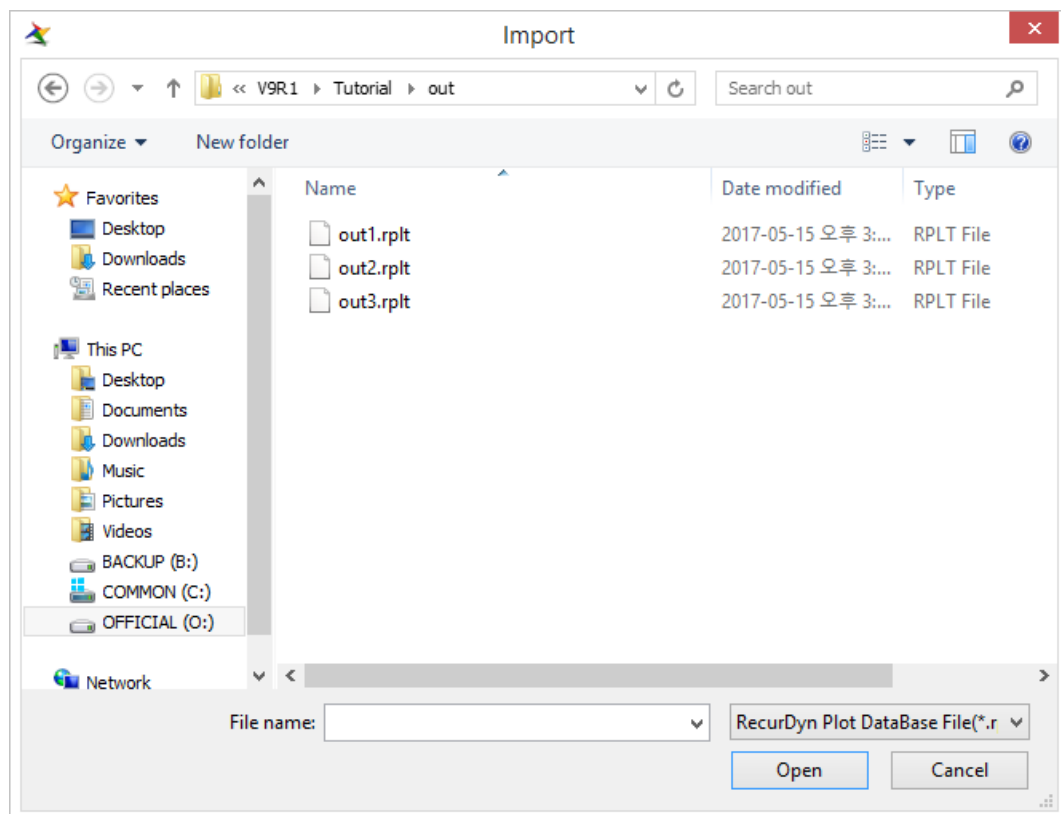 Import
« V9R1 Tutorial out Search out
Organize New folder
Name Date modified Type
Favorites
Desktop
Downloads
Recent places
This PC
Desktop
Documents
Downloads
Music
Pictures
Videos
BACKUP (B:)
COMMON (C:)
OFFICIAL (O:)
Network
out1.rplt 2017-05-15 오후 3:... RPLT File
out2.rplt 2017-05-15 오후 3:... RPLT File
out3.rplt 2017-05-15 오후 3:... RPLT File
File name: RecurDyn Plot DataBase File(*.r
Open Cancel